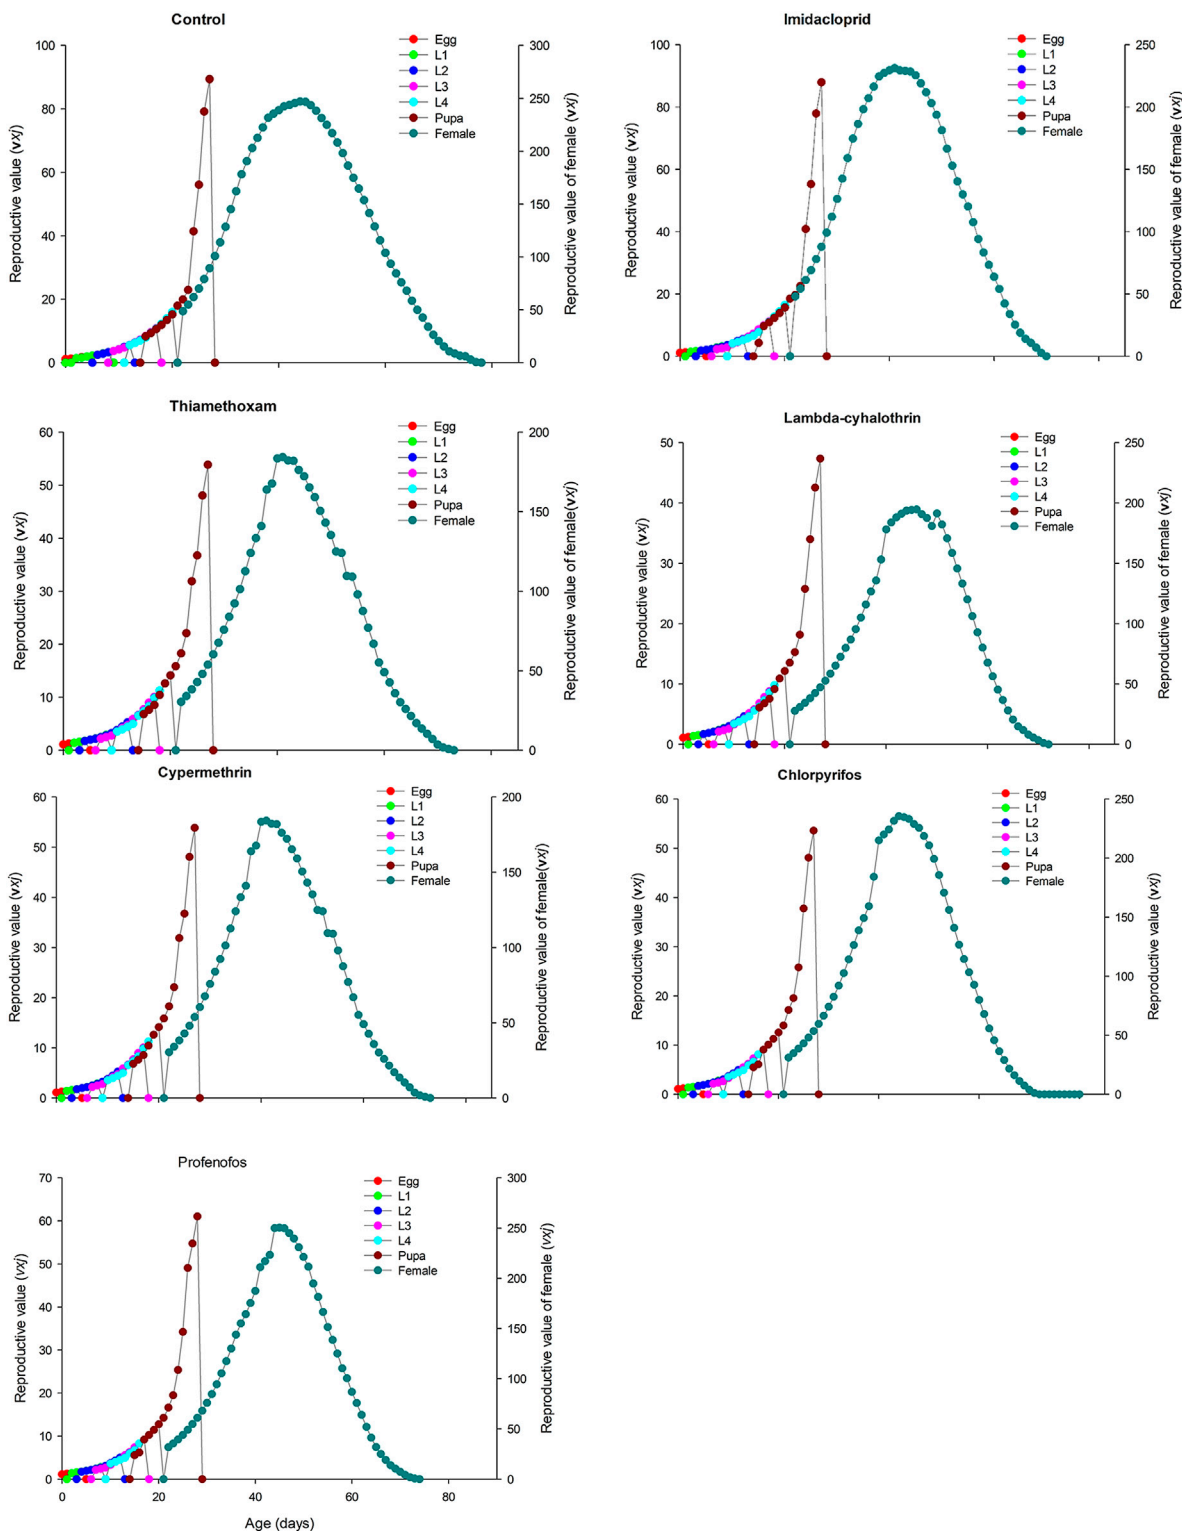 Control
Reproductive value (vxj)
100
80
60
40
20
0
Egg
L1
L2
L3
L4
Pupa
Female
300
250
200
150
100
50
0
Reproductive value of female (vxj)
Imidacloprid
Reproductive value (vxj)
100
80
60
40
20
0
Egg
L1
L2
L3
L4
Pupa
Female
250
200
150
100
50
0
Reproductive value of female (vxj)
Thiamethoxam
Reproductive value (vxj)
60
50
40
30
20
10
0
Egg
L1
L2
L3
L4
Pupa
Female
200
150
100
50
0
Reproductive value of female(vxj)
Lambda-cyhalothrin
Reproductive value (vxj)
50
40
30
20
10
0
Egg
L1
L2
L3
L4
Pupa
Female
250
200
150
100
50
0
Reproductive value of female (vxj)
Cypermethrin
Reproductive value (vxj)
60
50
40
30
20
10
0
Egg
L1
L2
L3
L4
Pupa
Female
200
150
100
50
0
Reproductive value of female(vxj)
Chlorpyrifos
Reproductive value (vxj)
60
50
40
30
20
10
0
Egg
L1
L2
L3
L4
Pupa
Female
250
200
150
100
50
0
Reproductive value of female (vxj)
Profenofos
Reproductive value (vxj)
70
60
50
40
30
20
10
0
Egg
L1
L2
L3
L4
Pupa
Female
300
250
200
150
100
50
0
Reproductive value of female (vxj)
0 20 40 60 80
Age (days)